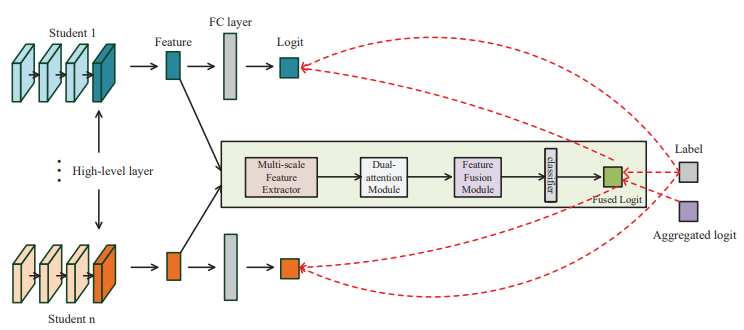 Student 1
FC layer
Feature
Logit
Multi-scale
Feature
Extractor
Dual-
attention
Module
Feature
Fusion
Module
classifier
Fused Logit
Label
Aggregated logit
High-level layer
Student n